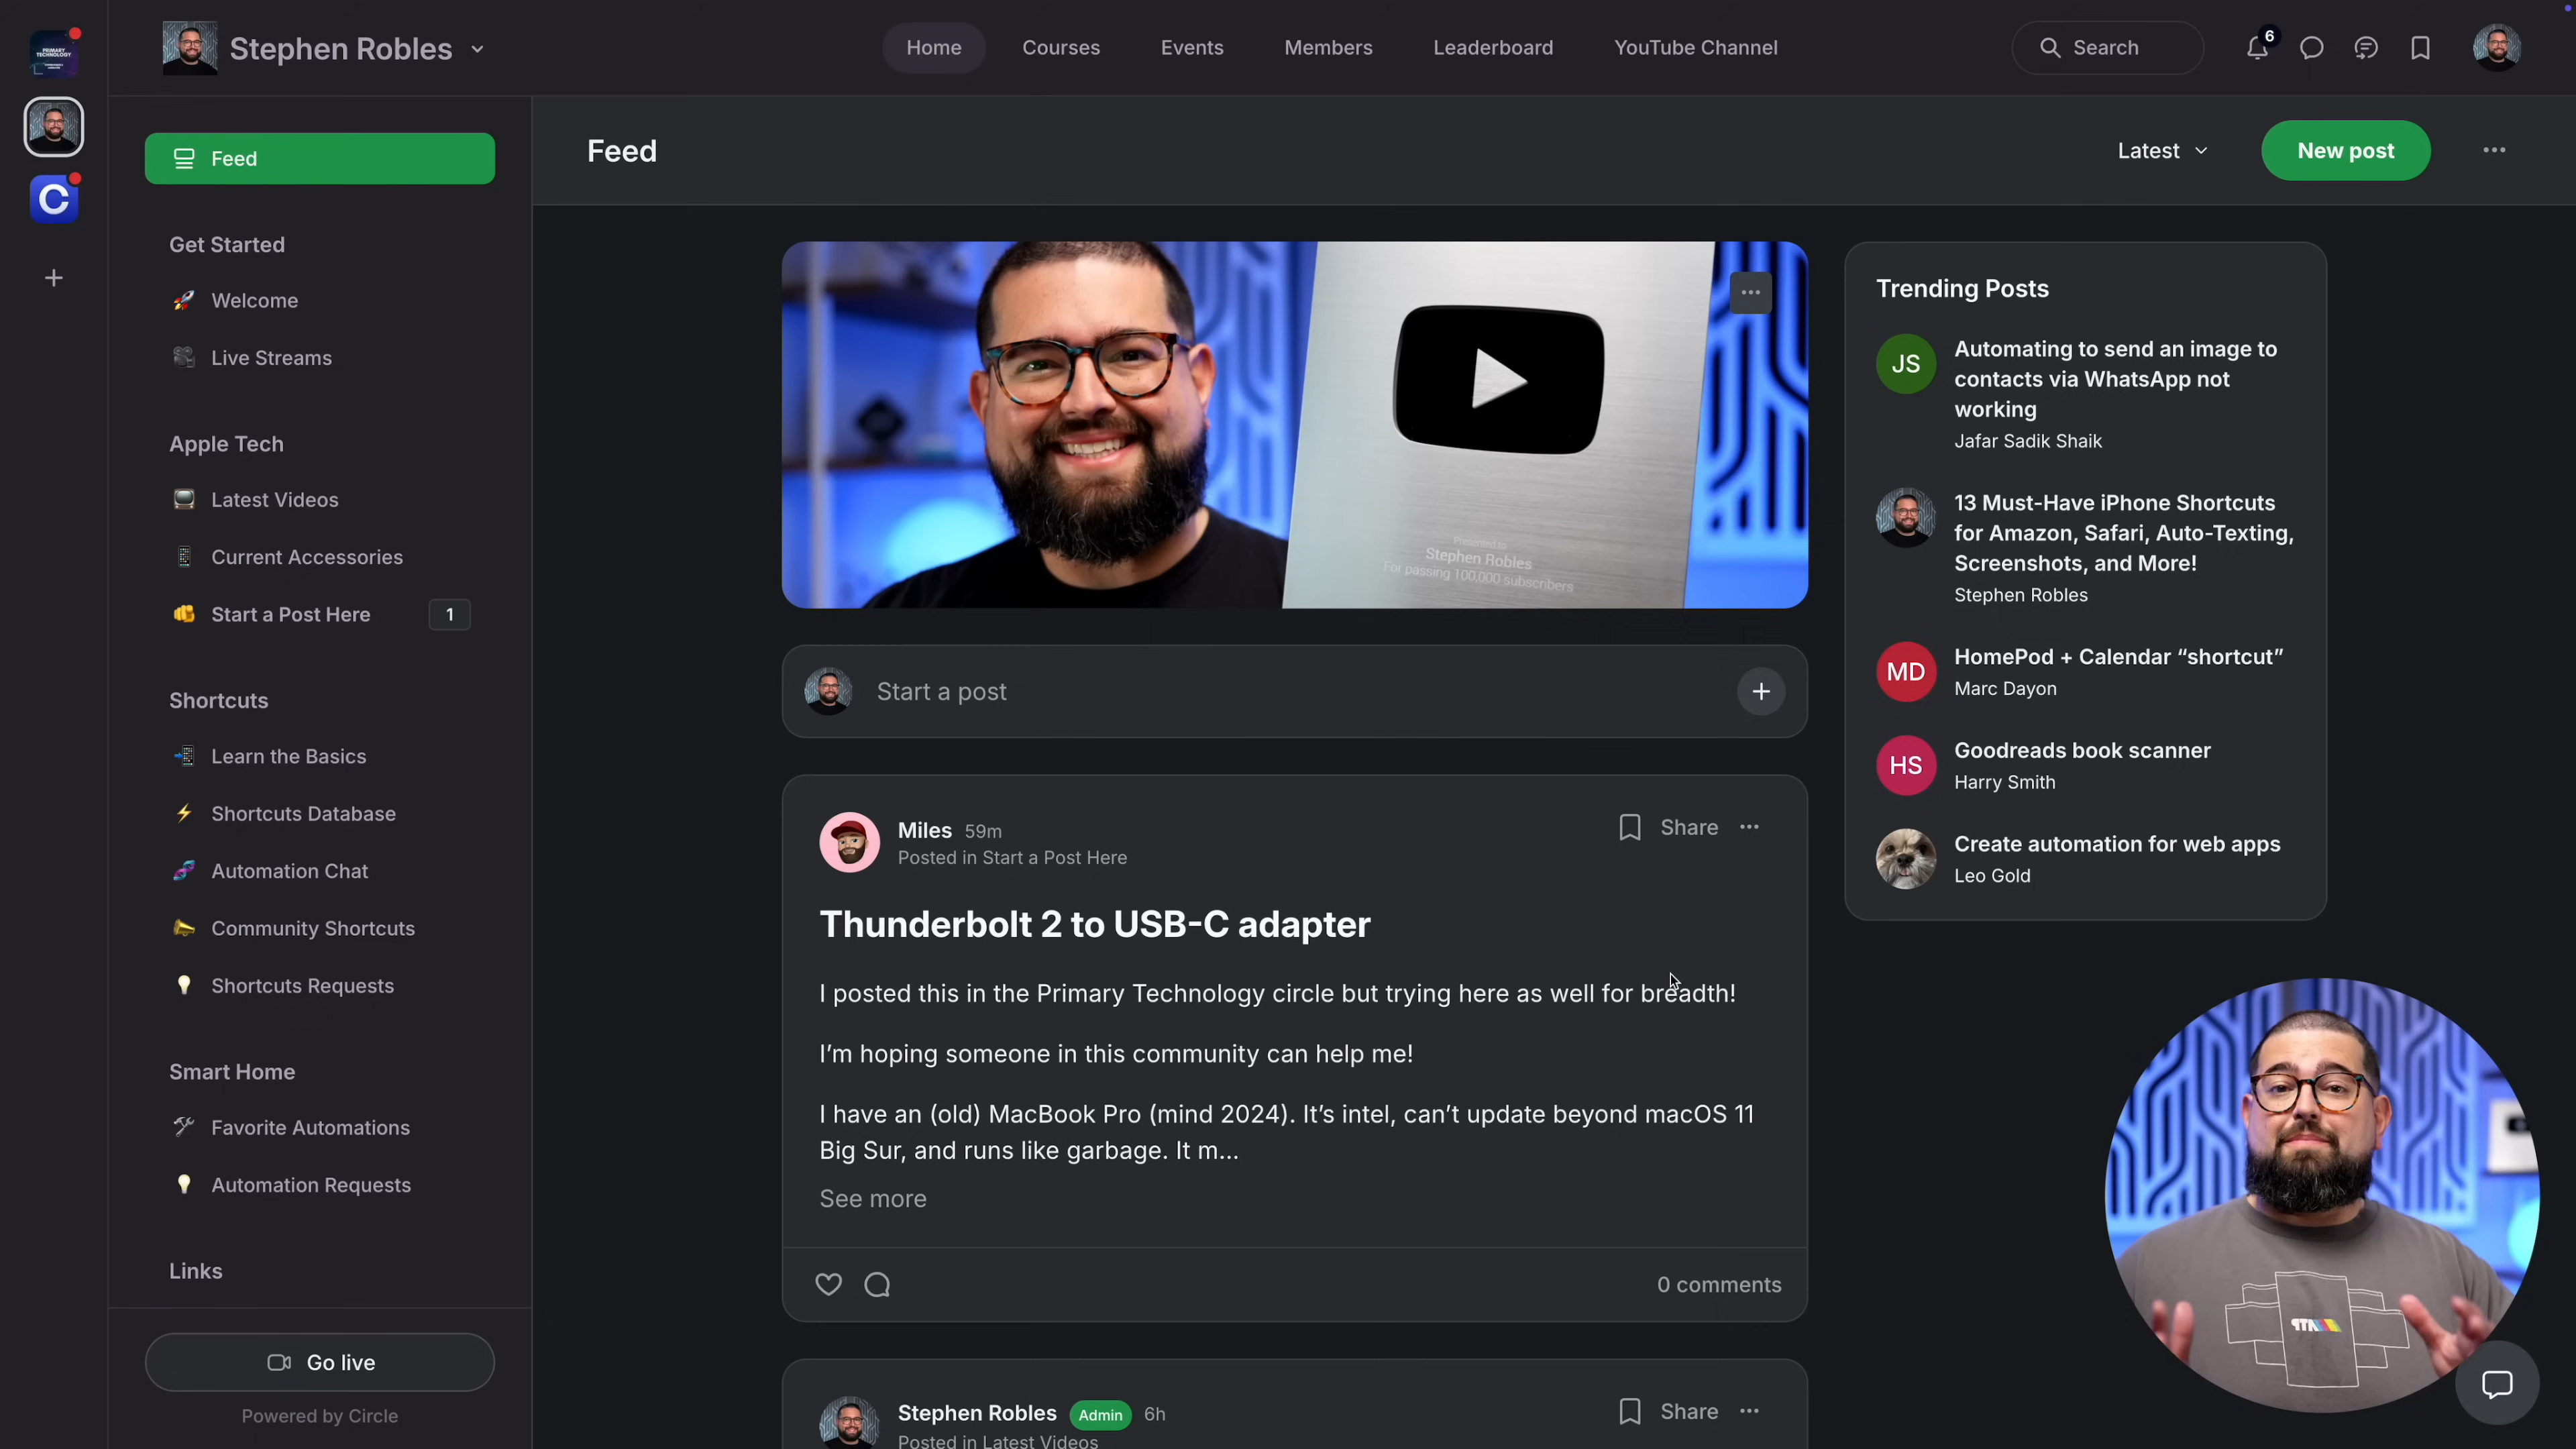 PRIMARY
TECHNOLOGY
Stephen Robles
Home
Courses
Events
Members
Leaderboard
YouTube Channel
Search
6
C
Feed
Get Started
Welcome
Live Streams
Apple Tech
Latest Videos
Current Accessories
Start a Post Here
1
Shortcuts
Learn the Basics
Shortcuts Database
Automation Chat
Community Shortcuts
Shortcuts Requests
Smart Home
Favorite Automations
Automation Requests
Links
Go live
Powered by Circle
Feed
Latest
New post
Presented to
Stephen Robles
For passing 100,000 subscribers
Start a post
Miles 59m
Posted in Start a Post Here
Share
Thunderbolt 2 to USB-C adapter
I posted this in the Primary Technology circle but trying here as well for breadth!
I’m hoping someone in this community can help me!
I have an (old) MacBook Pro (mind 2024). It’s intel, can’t update beyond macOS 11
Big Sur, and runs like garbage. It m...
See more
0 comments
Stephen Robles Admin 6h
Posted in Latest Videos
Share
Trending Posts
JS
Automating to send an image to
contacts via WhatsApp not
working
Jafar Sadik Shaik
13 Must-Have iPhone Shortcuts
for Amazon, Safari, Auto-Texting,
Screenshots, and More!
Stephen Robles
MD
HomePod + Calendar “shortcut”
Marc Dayon
HS
Goodreads book scanner
Harry Smith
Create automation for web apps
Leo Gold